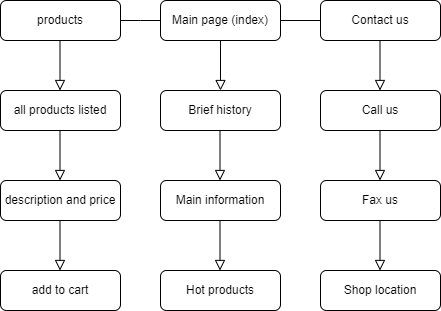 products
Main page (index)
Contact us
all products listed
Brief history
Call us
description and price
Main information
Fax us
add to cart
Hot products
Shop location